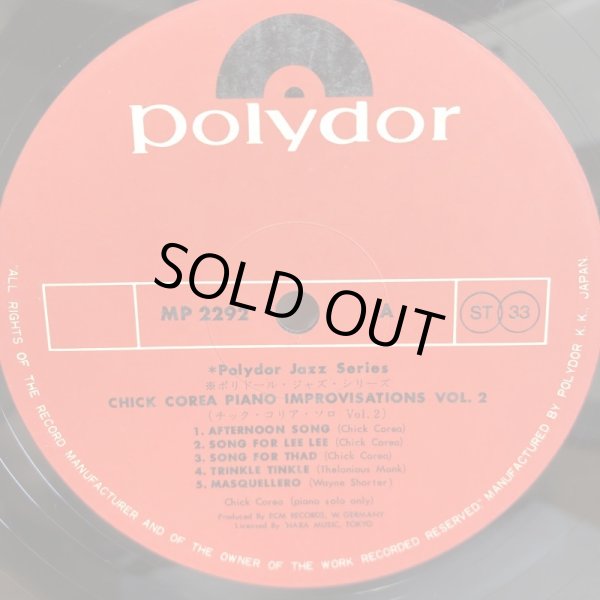 polydor
SOLD OUT
MP 2292
A
ST 33
*Polydor Jazz Series
※ポリドール・ジャズ・シリーズ
CHICK COREA PIANO IMPROVISATIONS VOL. 2
(チック・コリア・ソロ Vol.2)
1. AFTERNOON SONG (Chick Corea)
2. SONG FOR LEE LEE (Chick Corea)
3. SONG FOR THAD (Chick Corea)
4. TRINKLE TINKLE (Thelonious Monk)
5. MASQUELLERO (Wayne Shorter)
Chick Corea (piano solo only)
Produced By ECM RECORDS, W. GERMANY
Licensed By HARA MUSIC, TOKYO
"ALL RIGHTS OF THE RECORD MANUFACTURER AND OF THE OWNER OF THE WORK RECORDED RESERVED" MANUFACTURED BY POLYDOR K.K. JAPAN